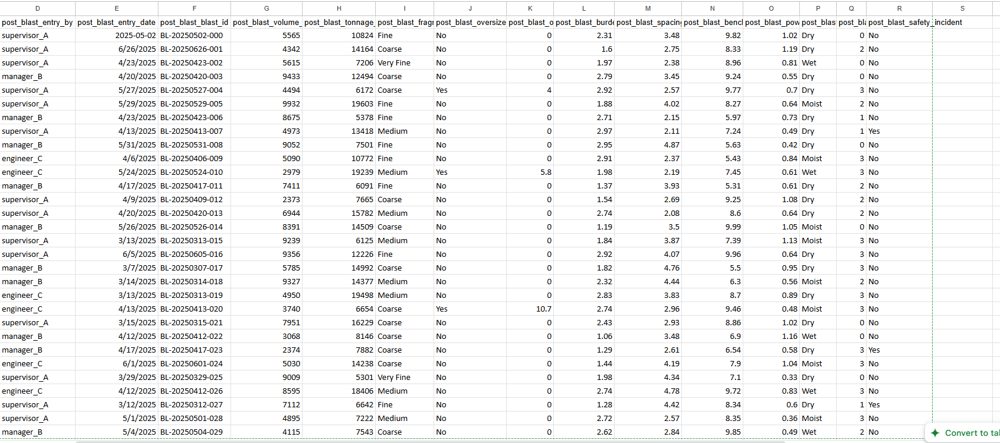 D E F G H I J K L M N O P Q R S
post_blast_entry_by post_blast_entry_date post_blast_blast_id post_blast_volume_ post_blast_tonnage_ post_blast_fragr post_blast_oversize post_blast_o post_blast_burde post_blast_spacing post_blast_bencl post_blast_pow post_blast post_bla post_blast_safety_incident
supervisor_A 2025-05-02 BL-20250502-000 5565 10824 Fine No 0 2.31 3.48 9.82 1.02 Dry 0 No
supervisor_A 6/26/2025 BL-20250626-001 4342 14164 Coarse No 0 1.6 2.75 8.33 1.19 Dry 2 No
supervisor_A 4/23/2025 BL-20250423-002 5615 7206 Very Fine No 0 1.97 2.38 8.96 0.81 Wet 0 No
manager_B 4/20/2025 BL-20250420-003 9433 12494 Coarse No 0 2.79 3.45 9.24 0.55 Dry 0 No
supervisor_A 5/27/2025 BL-20250527-004 4494 6172 Coarse Yes 4 2.92 2.57 9.77 0.7 Dry 3 No
supervisor_A 5/29/2025 BL-20250529-005 9932 19603 Fine No 0 1.88 4.02 8.27 0.64 Moist 2 No
manager_B 4/23/2025 BL-20250423-006 8675 5378 Fine No 0 2.71 2.15 5.97 0.73 Dry 1 No
supervisor_A 4/13/2025 BL-20250413-007 4973 13418 Medium No 0 2.97 2.11 7.24 0.49 Dry 1 Yes
manager_B 5/31/2025 BL-20250531-008 9052 7501 Fine No 0 2.95 4.87 5.63 0.42 Dry 0 No
engineer_C 4/6/2025 BL-20250406-009 5090 10772 Fine No 0 2.91 2.37 5.43 0.84 Moist 3 No
engineer_C 5/24/2025 BL-20250524-010 2979 19239 Medium Yes 5.8 1.98 2.19 7.45 0.61 Wet 3 No
manager_B 4/17/2025 BL-20250417-011 7411 6091 Fine No 0 1.37 3.93 5.31 0.61 Dry 2 No
supervisor_A 4/9/2025 BL-20250409-012 2373 7665 Coarse No 0 1.54 2.69 9.25 1.08 Dry 2 No
supervisor_A 4/20/2025 BL-20250420-013 6944 15782 Medium No 0 2.74 2.08 8.6 0.64 Dry 2 No
manager_B 5/26/2025 BL-20250526-014 8391 14509 Coarse No 0 1.19 3.5 9.99 1.05 Moist 0 No
supervisor_A 3/13/2025 BL-20250313-015 9239 6125 Medium No 0 1.84 3.87 7.39 1.13 Moist 3 No
supervisor_A 6/5/2025 BL-20250605-016 9356 12226 Fine No 0 2.92 4.07 9.96 0.64 Dry 3 No
manager_B 3/7/2025 BL-20250307-017 5785 14992 Coarse No 0 1.82 4.76 5.5 0.95 Dry 3 No
manager_B 3/14/2025 BL-20250314-018 9327 14377 Medium No 0 2.32 4.44 6.3 0.56 Moist 2 No
engineer_C 3/13/2025 BL-20250313-019 4950 19498 Medium No 0 2.83 3.83 8.7 0.89 Dry 3 No
engineer_C 4/13/2025 BL-20250413-020 3740 6654 Coarse Yes 10.7 2.74 2.96 9.46 0.48 Moist 3 No
supervisor_A 3/15/2025 BL-20250315-021 7951 16229 Coarse No 0 2.43 2.93 8.86 1.02 Dry 0 No
manager_B 4/12/2025 BL-20250412-022 3068 8146 Coarse No 0 1.06 3.48 6.9 1.16 Wet 0 No
manager_B 4/17/2025 BL-20250417-023 2374 7882 Coarse No 0 1.29 2.61 6.54 0.58 Dry 3 Yes
engineer_C 6/1/2025 BL-20250601-024 5030 14238 Coarse No 0 1.44 4.19 7.9 1.04 Moist 3 No
supervisor_A 3/29/2025 BL-20250329-025 9009 5301 Very Fine No 0 1.98 4.34 7.1 0.33 Dry 0 No
engineer_C 4/12/2025 BL-20250412-026 8595 18406 Medium No 0 2.74 4.78 9.72 0.83 Wet 3 No
supervisor_A 3/12/2025 BL-20250312-027 7112 6642 Fine No 0 1.28 4.42 8.34 0.6 Dry 1 Yes
supervisor_A 5/1/2025 BL-20250501-028 4895 7222 Medium No 0 2.72 2.57 8.35 0.36 Moist 3 No
manager_B 5/4/2025 BL-20250504-029 4115 7543 Coarse No 0 2.62 2.84 9.85 0.49 Wet 2 No
Convert to tal